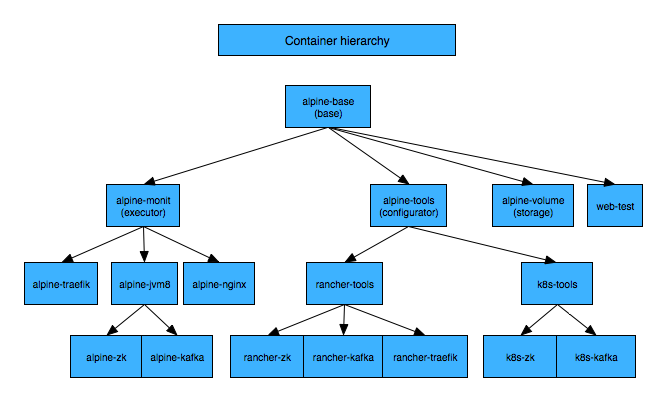 Container hierarchy
alpine-base
(base)
alpine-monit
(executor)
alpine-tools
(configurator)
alpine-volume
(storage)
web-test
alpine-traefik
alpine-jvm8
alpine-nginx
rancher-tools
k8s-tools
alpine-zk
alpine-kafka
rancher-zk
rancher-kafka
rancher-traefik
k8s-zk
k8s-kafka